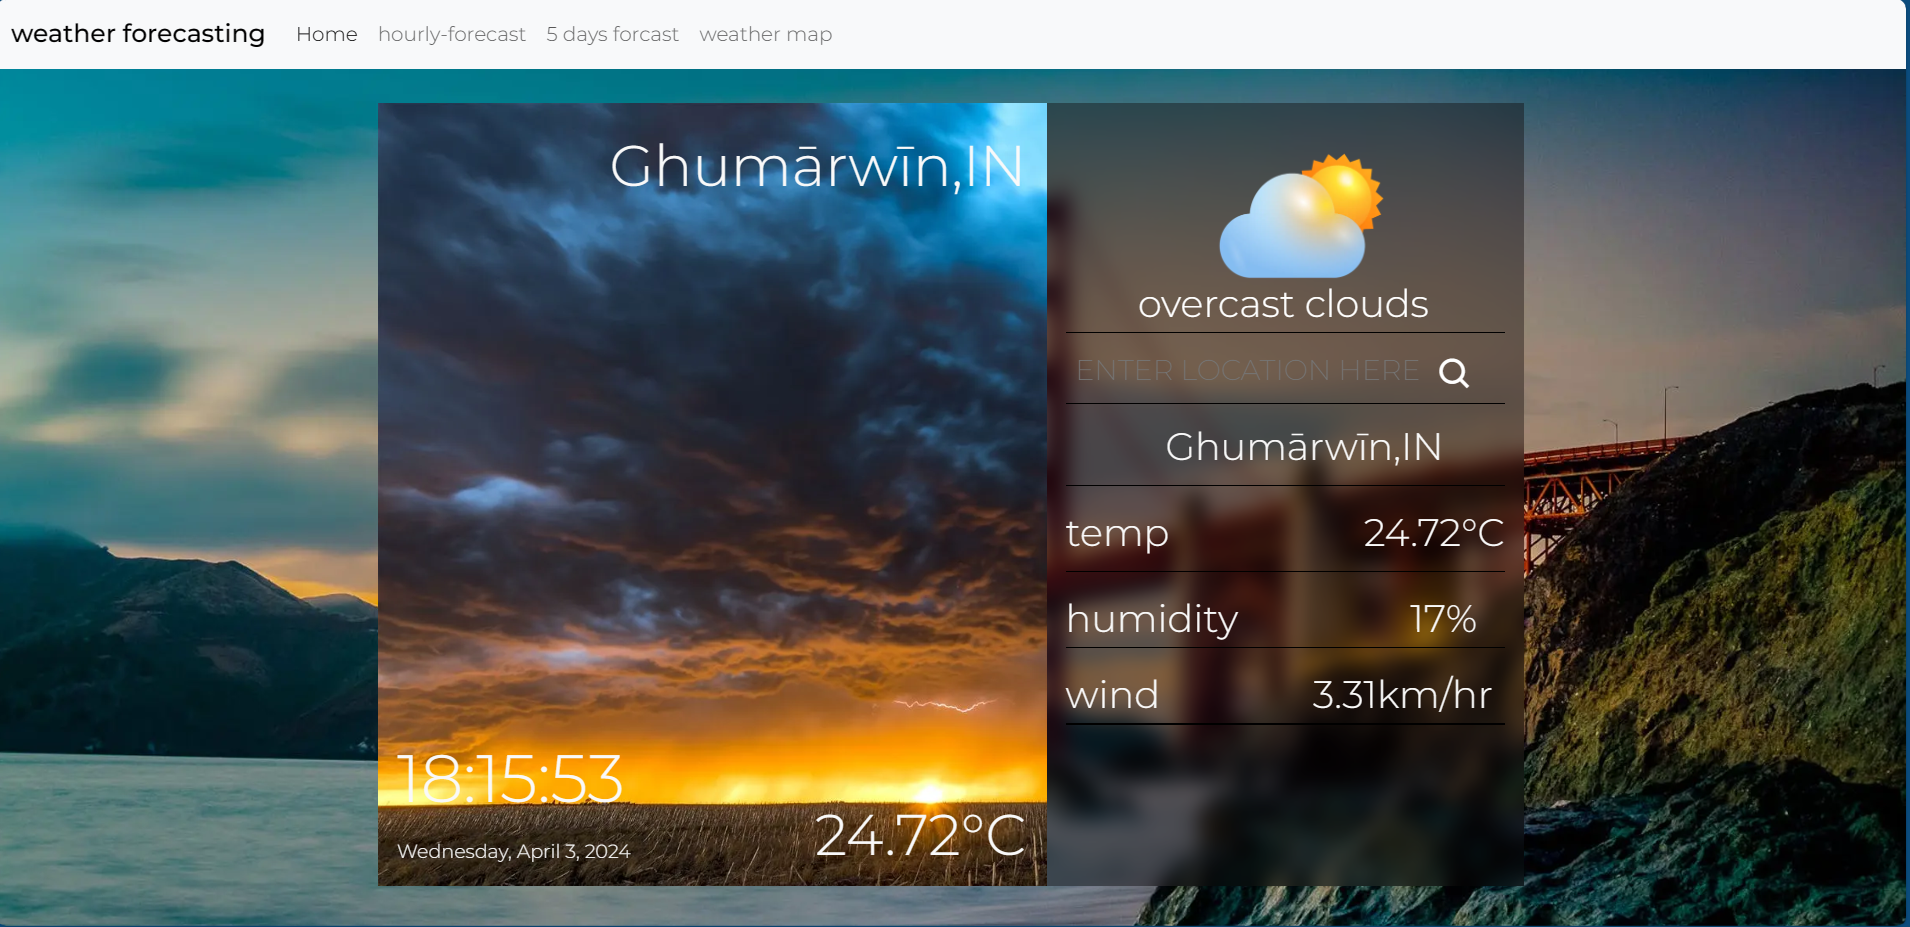 weather forecasting Home hourly-forecast 5 days forcast weather map
Ghumārwīn,IN
18:15:53
Wednesday, April 3, 2024
24.72°C
overcast clouds
ENTER LOCATION HERE
Ghumārwīn,IN
temp 24.72°C
humidity 17%
wind 3.31km/hr